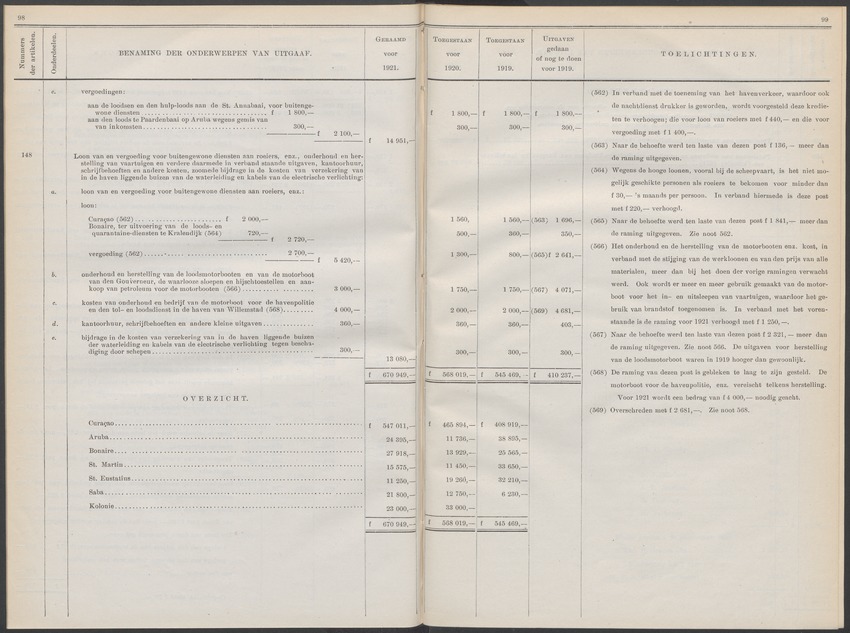 98
Nummers der artikelen.
Onderdeelen.
BENAMING DER ONDERWERPEN VAN UITGAAF.
GERAAMD voor 1921.
c. vergoedingen:
aan de loodsen en den hulp-loods aan de St. Annabaai, voor buitenge-
wone diensten f 1 800,—
aan den loods te Paardenbaai op Aruba wegens gemis van
van inkomsten 300,—
f 2 100,—
f 14 951,—
148 Loon van en vergoeding voor buitengewone diensten aan roeiers, enz., onderhoud en her-
stelling van vaartuigen en verdere daarmede in verband staande uitgaven, kantoorhuur,
schrijfbehoeften en andere kosten, zoomede bijdrage in de kosten van verzekering van
in de haven liggende buizen van de waterleiding en kabels van de electrische verlichting:
a. loon van en vergoeding voor buitengewone diensten aan roeiers, enz.:
loon:
Curaçao (562) f 2 000,—
Bonaire, ter uitvoering van de loods- en
quarantaine-diensten te Kralendijk (564) 720,—
f 2 720,—
vergoeding (562) 2 700,—
f 5 420,—
b. onderhoud en herstelling van de loodsmotorbooten en van de motorboot
van den Gouverneur, de waarlooze sloepen en hijschtoestellen en aan-
koop van petroleum voor de motorbooten (566) 3 000,—
c. kosten van onderhoud en bedrijf van de motorboot voor de havenpolitie
en den tol- en loodsdienst in de haven van Willemstad (568) 4 000,—
d. kantoorhuur, schrijfbehoeften en andere kleine uitgaven 360,—
e. bijdrage in de kosten van verzekering van in de haven liggende buizen
der waterleiding en kabels van de electrische verlichting tegen bescha-
diging door schepen 300,—
13 080,—
f 670 949,—
OVERZICHT.
Curaçao f 547 011,—
Aruba 24 395,—
Bonaire 27 918,—
St. Martin 15 575,—
St. Eustatius 11 250,—
Saba 21 800,—
Kolonie 23 000,—
f 670 949,—
99
TOEGESTAAN voor 1920.
TOEGESTAAN voor 1919.
UITGAVEN gedaan of nog te doen voor 1919.
TOELICHTINGEN.
f 1 800,— f 1 800,— f 1 800,—
300,— 300,— 300,—
1 560, 1 560,— (563) 1 696,—
500,— 300,— 350,—
1 300,— 800,— (565) f 2 641,—
1 750,— 1 750,— (567) 4 071,—
2 000,— 2 000,— (569) 4 681,—
360,— 360,— 403,—
300,— 300,— 300,—
f 568 019,— f 545 469,— f 410 237,—
f 465 894,— f 408 919,—
11 736,— 38 895,—
13 929,— 25 565,—
11 450,— 33 650,—
19 260,— 32 210,—
12 750,— 6 230,—
33 000,—
f 568 019,— f 545 469,—
(562) In verband met de toeneming van het havenverkeer, waardoor ook
de nachtdienst drukker is geworden, wordt voorgesteld deze kredie-
ten te verhoogen; die voor loon van roeiers met f 440,— en die voor
vergoeding met f 1 400,—.
(563) Naar de behoefte werd ten laste van dezen post f 136,— meer dan
de raming uitgegeven.
(564) Wegens de hooge loonen, vooral bij de scheepvaart, is het niet mo-
gelijk geschikte personen als roeiers te bekomen voor minder dan
f 30,— 's maands per persoon. In verband hiermede is deze post
met f 220,— verhoogd.
(565) Naar de behoefte werd ten laste van dezen post f 1 841,— meer dan
de raming uitgegeven. Zie noot 562.
(566) Het onderhoud en de herstelling van de motorbooten enz. kost, in
verband met de stijging van de werkloonen en van den prijs van alle
materialen, meer dan bij het doen der vorige ramingen verwacht
werd. Ook wordt er meer en meer gebruik gemaakt van de motor-
boot voor het in- en uitsleepen van vaartuigen, waardoor het ge-
bruik van brandstof toegenomen is. In verband met het voren-
staande is de raming voor 1921 verhoogd met f 1 250,—.
(567) Naar de behoefte werd ten laste van dezen post f 2 321,— meer dan
de raming uitgegeven. Zie noot 566. De uitgaven voor herstelling
van de loodsmotorboot waren in 1919 hooger dan gewoonlijk.
(568) De raming van dezen post is gebleken te laag te zijn gesteld. De
motorboot voor de havenpolitie, enz. vereischt telkens herstelling.
Voor 1921 wordt een bedrag van f 4 000,— noodig geacht.
(569) Overschreden met f 2 681,—. Zie noot 568.